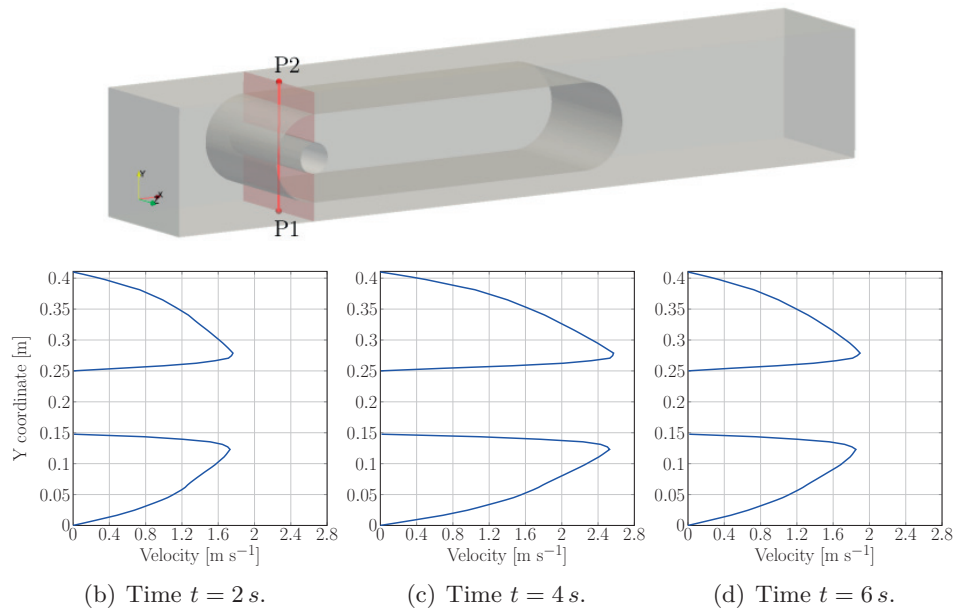 P2
Y
X
Z
P1
Y coordinate [m]
0.4
0.35
0.3
0.25
0.2
0.15
0.1
0.05
0
0 0.4 0.8 1.2 1.6 2 2.4 2.8
Velocity [m s⁻¹]
(b) Time t = 2 s.
0.4
0.35
0.3
0.25
0.2
0.15
0.1
0.05
0
0 0.4 0.8 1.2 1.6 2 2.4 2.8
Velocity [m s⁻¹]
(c) Time t = 4 s.
0.4
0.35
0.3
0.25
0.2
0.15
0.1
0.05
0
0 0.4 0.8 1.2 1.6 2 2.4 2.8
Velocity [m s⁻¹]
(d) Time t = 6 s.